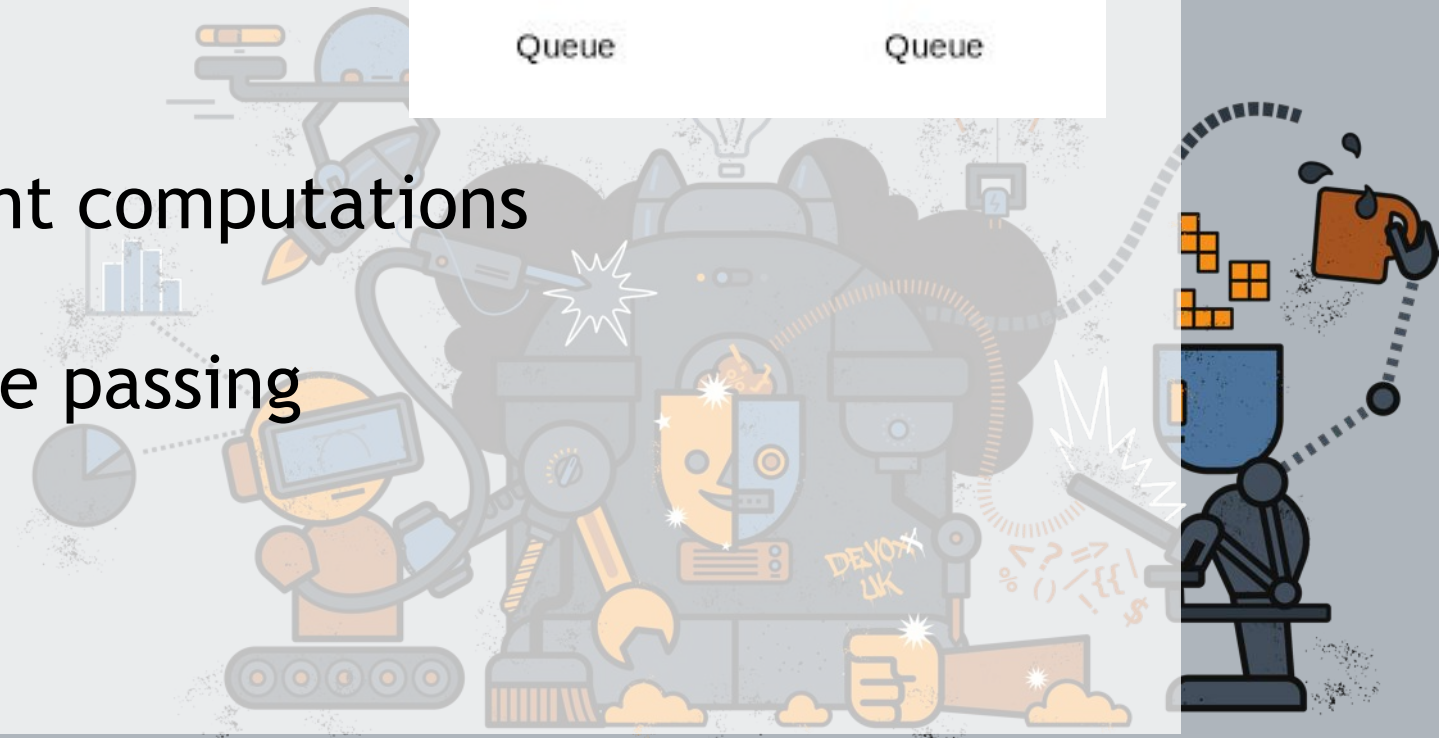 Queue Queue
nt computations
e passing
DEVOXX
UK
<?=>
% () / {{ |
! $